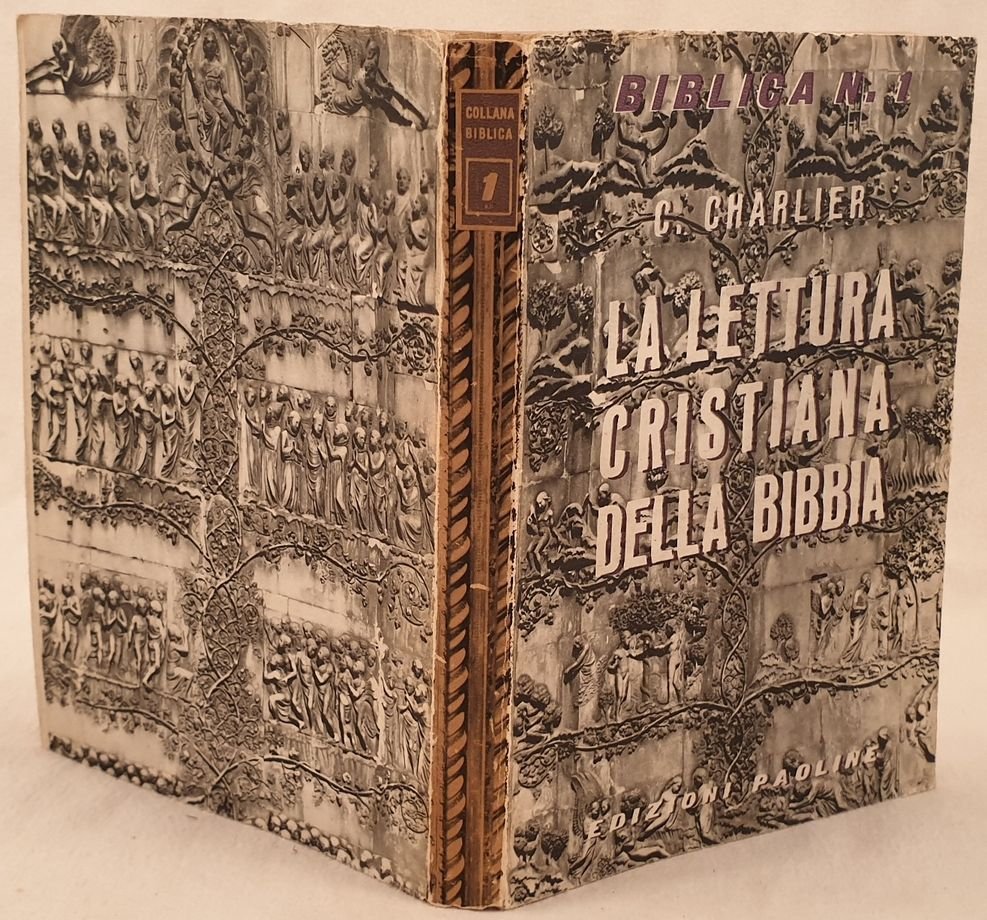 COLLANA
BIBLICA
1
BIBLICA N. 1
C. CHARLIER
LA LETTURA
CRISTIANA
DELLA BIBBIA
EDIZIONI PAOLINE